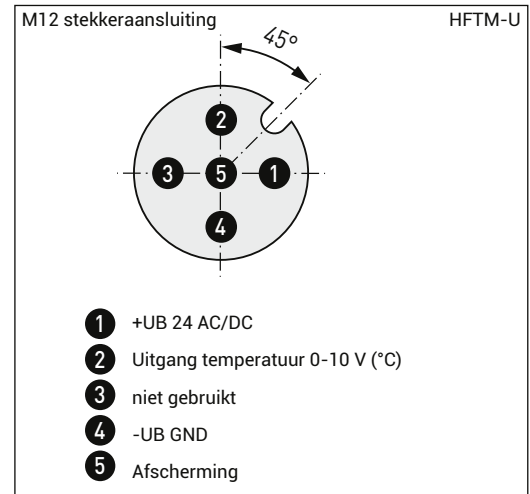 M12 stekkeraansluiting HFTM-U
45°
2
3 5 1
4
1 +UB 24 AC/DC
2 Uitgang temperatuur 0-10 V (°C)
3 niet gebruikt
4 -UB GND
5 Afscherming